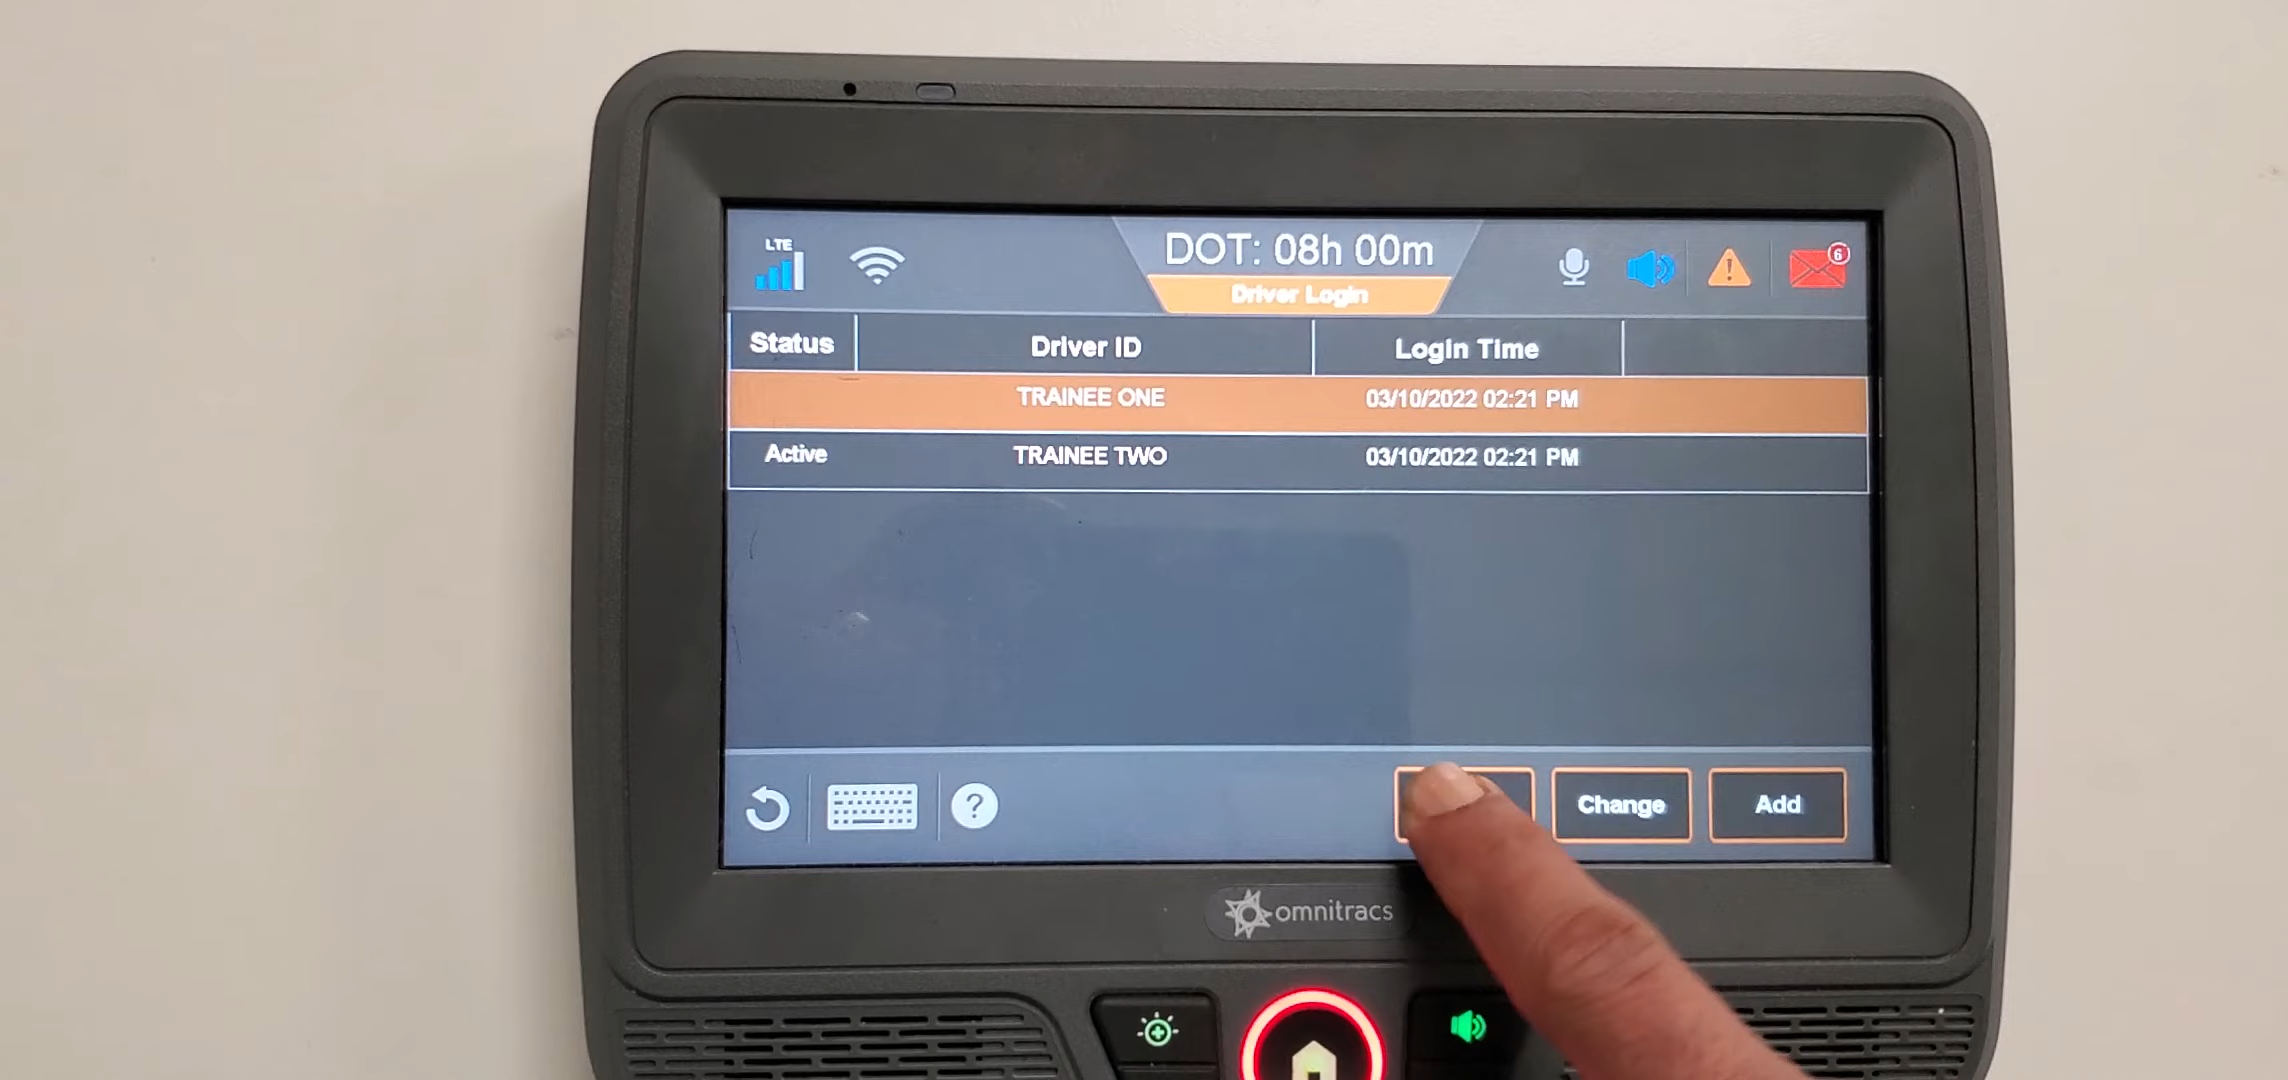 LTE
DOT: 08h 00m
6
Driver Login
Status Driver ID Login Time
TRAINEE ONE 03/10/2022 02:21 PM
Active TRAINEE TWO 03/10/2022 02:21 PM
? Change Add
omnitracs